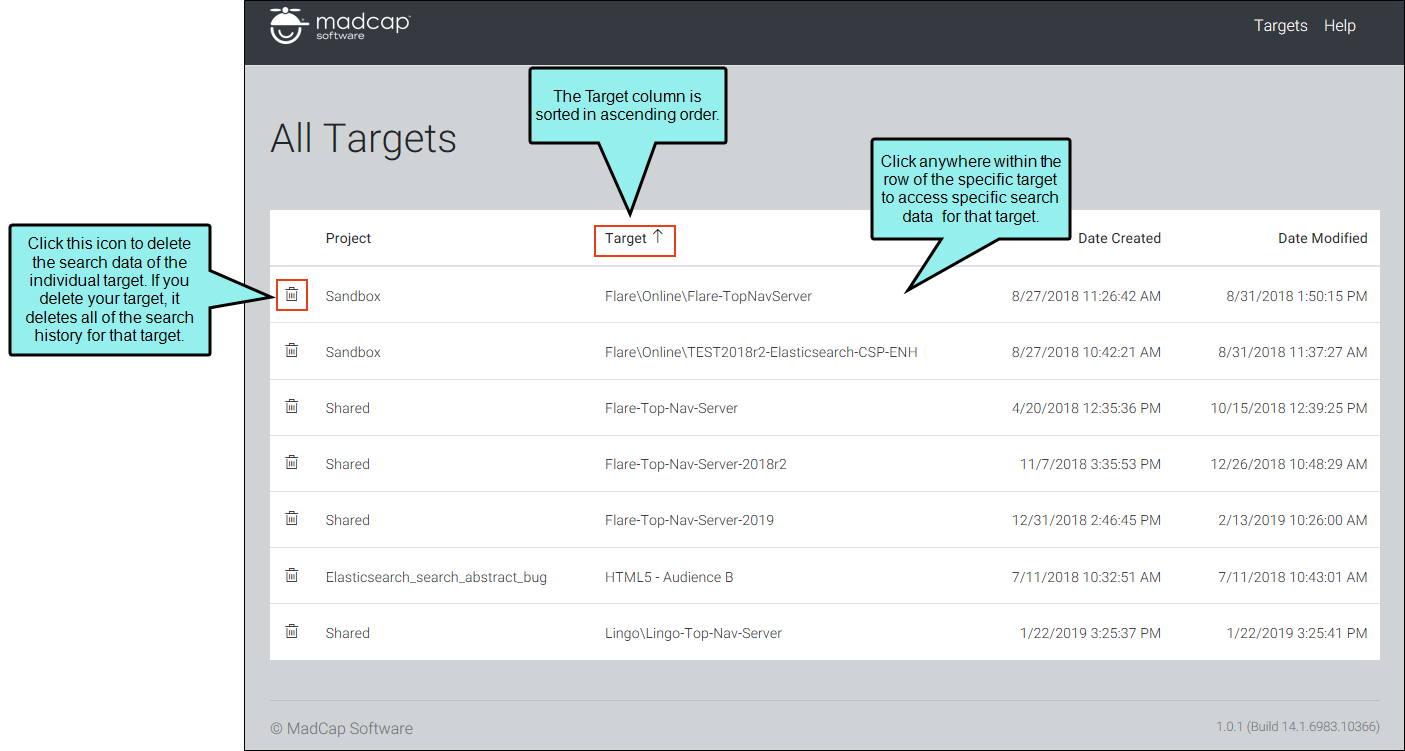 madcap
software
Targets Help
All Targets
The Target column is
sorted in ascending order.
Click anywhere within the
row of the specific target
to access specific search
data for that target.
Click this icon to delete
the search data of the
individual target. If you
delete your target, it
deletes all of the search
history for that target.
Project Target ↑ Date Created Date Modified
Sandbox Flare\Online\Flare-TopNavServer 8/27/2018 11:26:42 AM 8/31/2018 1:50:15 PM
Sandbox Flare\Online\TEST2018r2-Elasticsearch-CSP-ENH 8/27/2018 10:42:21 AM 8/31/2018 11:37:27 AM
Shared Flare-Top-Nav-Server 4/20/2018 12:35:36 PM 10/15/2018 12:39:25 PM
Shared Flare-Top-Nav-Server-2018r2 11/7/2018 3:35:53 PM 12/26/2018 10:48:29 AM
Shared Flare-Top-Nav-Server-2019 12/31/2018 2:46:45 PM 2/13/2019 10:26:00 AM
Elasticsearch_search_abstract_bug HTML5 - Audience B 7/11/2018 10:32:51 AM 7/11/2018 10:43:01 AM
Shared Lingo\Lingo-Top-Nav-Server 1/22/2019 3:25:37 PM 1/22/2019 3:25:41 PM
© MadCap Software 1.0.1 (Build 14.1.6983.10366)